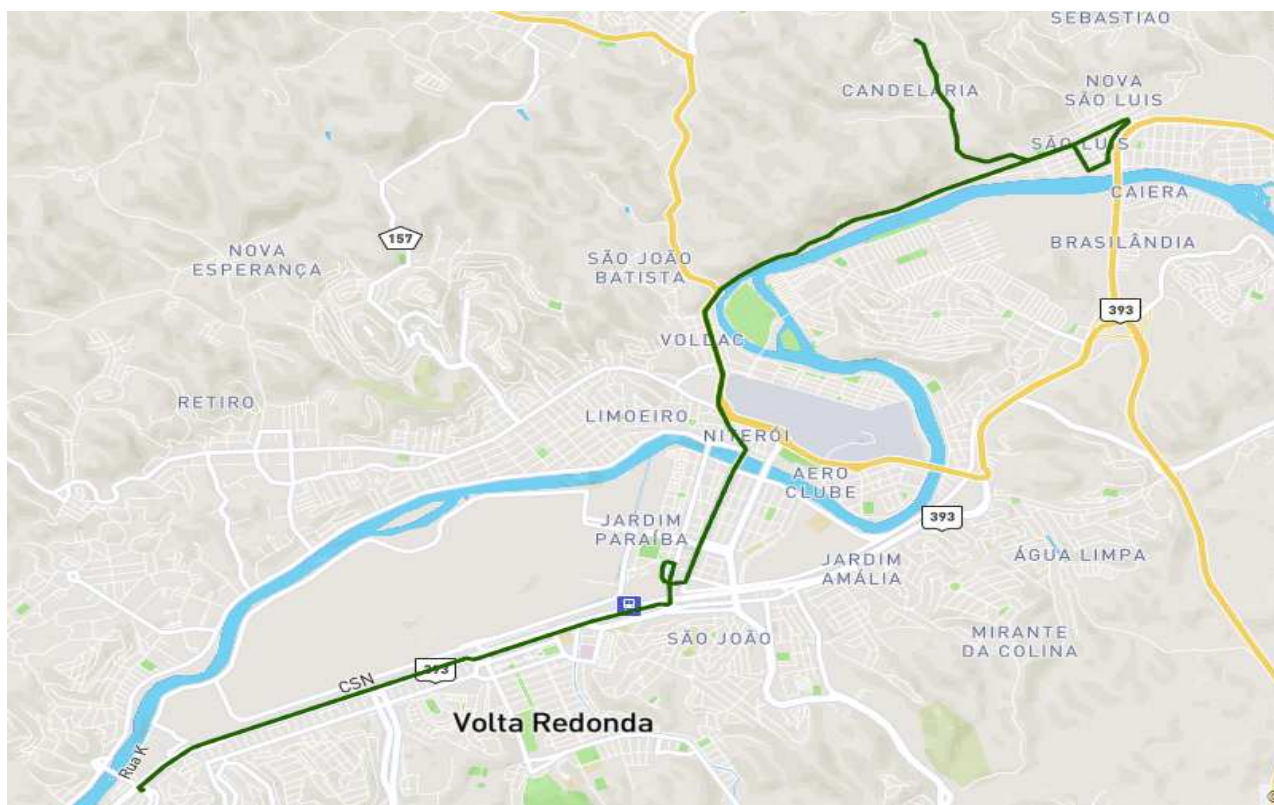 SEBASTIAO
CANDELÁRIA
NOVA
SÃO LUIS
SÃO LUIS
CAIERA
BRASILÂNDIA
157
NOVA
ESPERANÇA
SÃO JOÃO
BATISTA
393
VOLDAC
RETIRO
LIMOEIRO
NITERÓI
AERO
CLUBE
393
JARDIM
PARAÍBA
JARDIM
AMÁLIA
ÁGUA LIMPA
SÃO JOÃO
MIRANTE
DA COLINA
393
CSN
Volta Redonda
Rua K